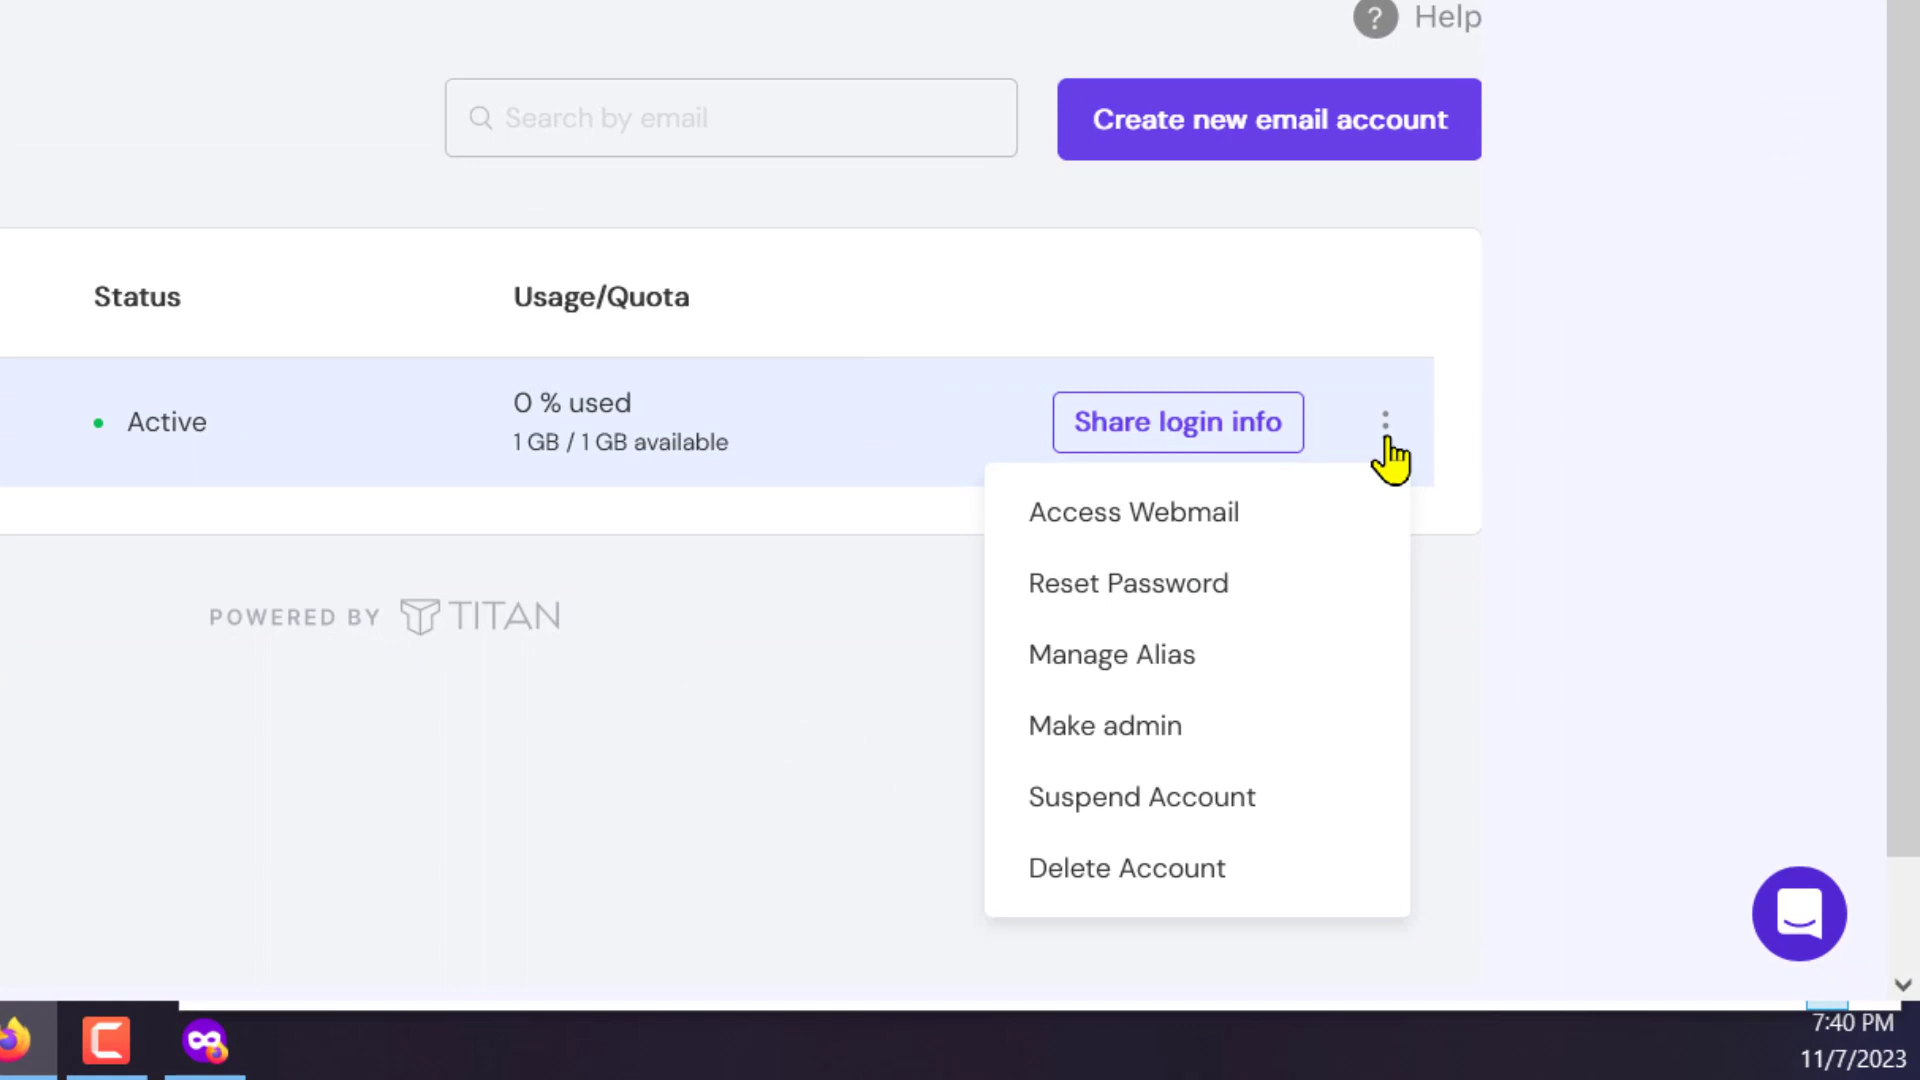 ? Help
Search by email
Create new email account
Status
Usage/Quota
Active
0 % used
1 GB / 1 GB available
Share login info
Access Webmail
Reset Password
Manage Alias
Make admin
Suspend Account
Delete Account
POWERED BY TITAN
7:40 PM
11/7/2023